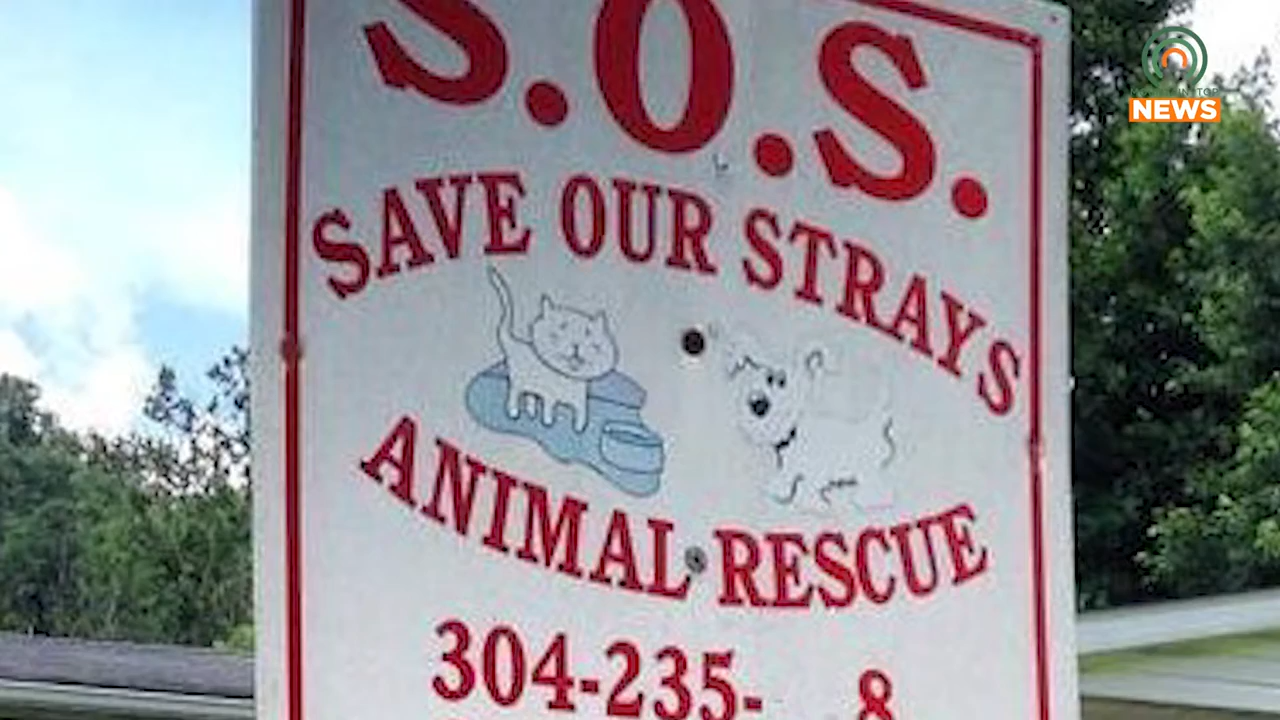 S.O.S.
SAVE OUR STRAYS
ANIMAL RESCUE
304-235- 8
NEWS